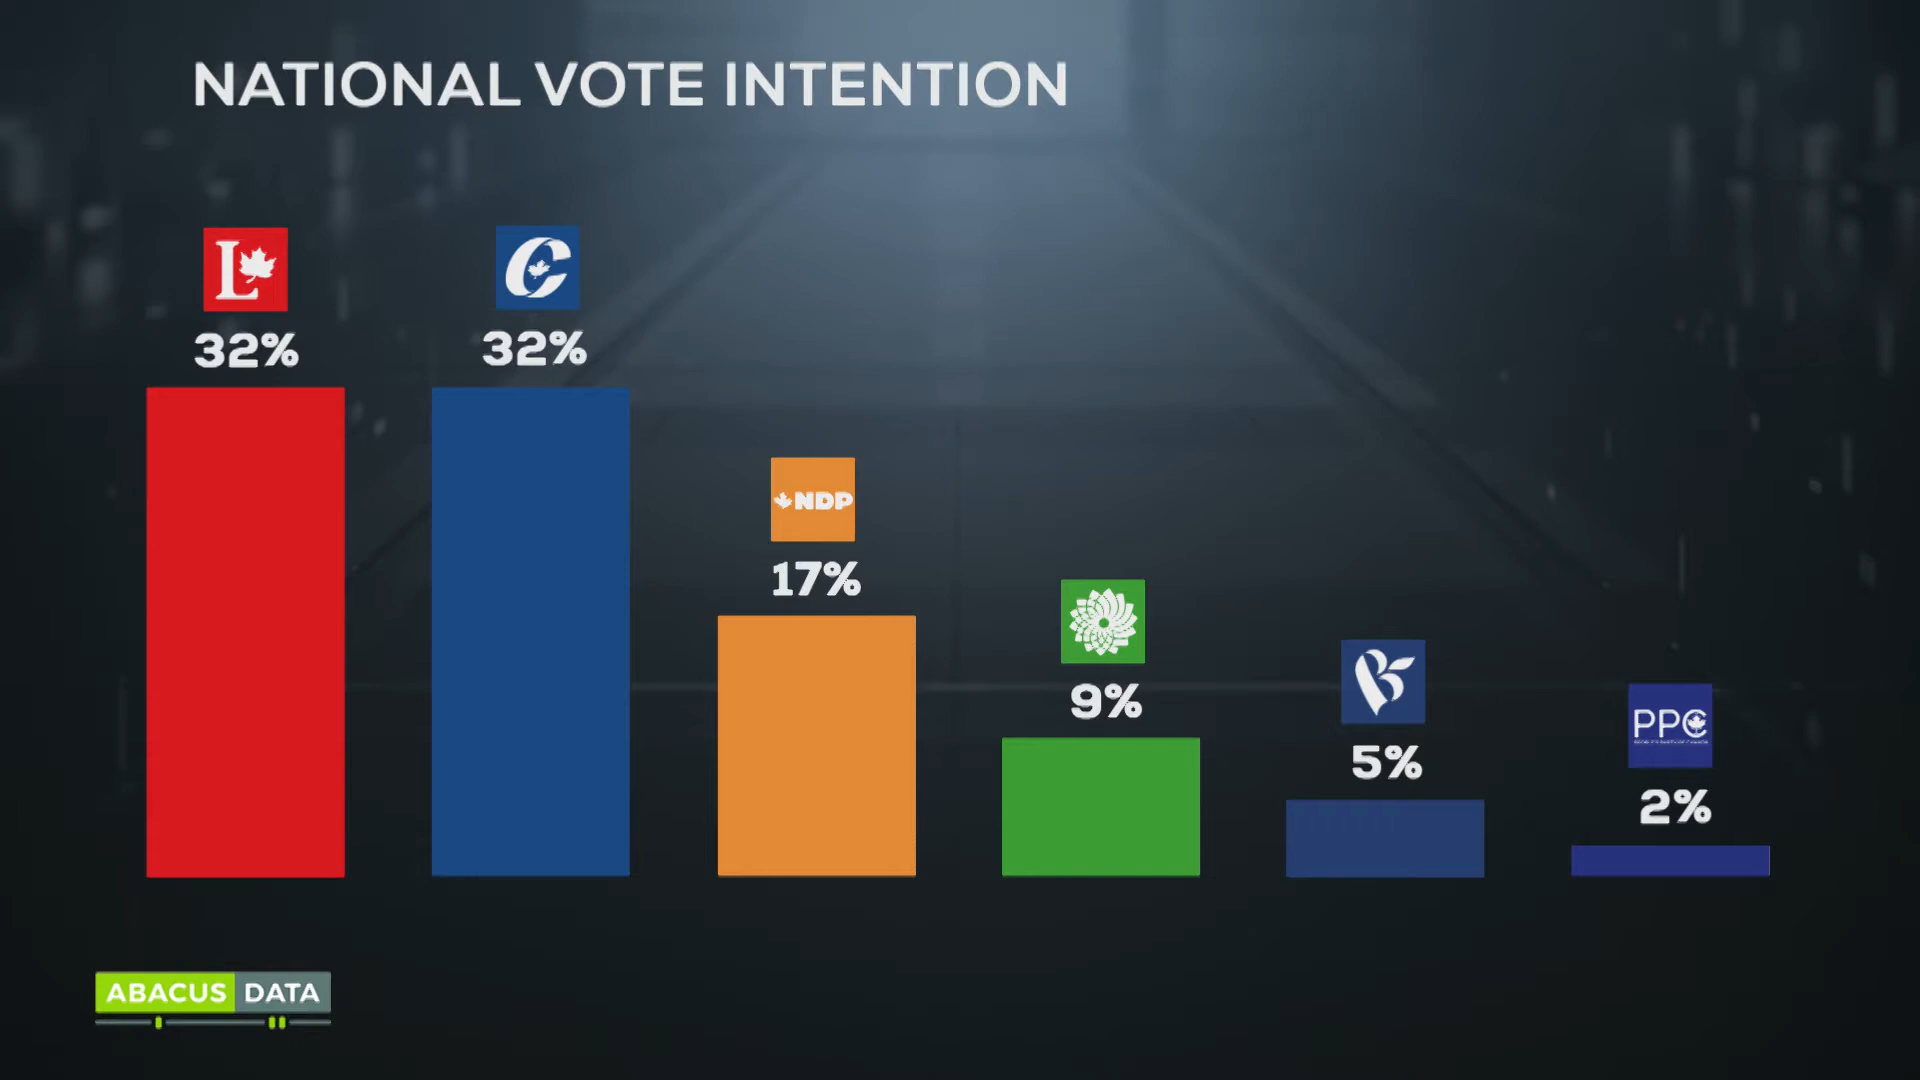 NATIONAL VOTE INTENTION
L
C
32%
32%
NDP
17%
9%
5%
PPC
2%
ABACUS DATA